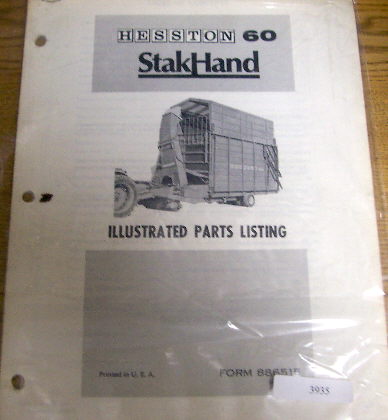 HESSTON 60
StakHand
ILLUSTRATED PARTS LISTING
Printed in U. S. A.
FORM
3935